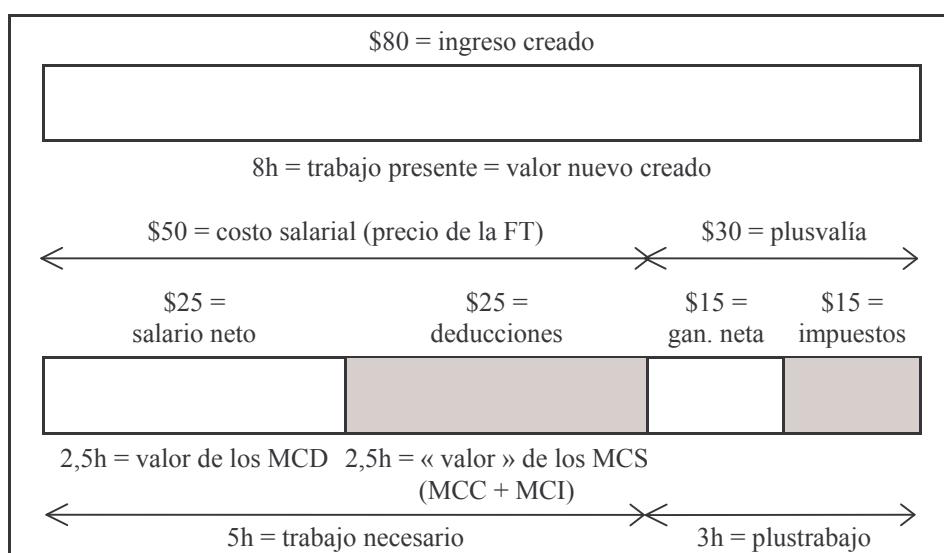 $80 = ingreso creado
8h = trabajo presente = valor nuevo creado
$50 = costo salarial (precio de la FT)
$30 = plusvalía
$25 =
salario neto
$25 =
deducciones
$15 =
gan. neta
$15 =
impuestos
2,5h = valor de los MCD
2,5h = « valor » de los MCS
(MCC + MCI)
5h = trabajo necesario
3h = plustrabajo